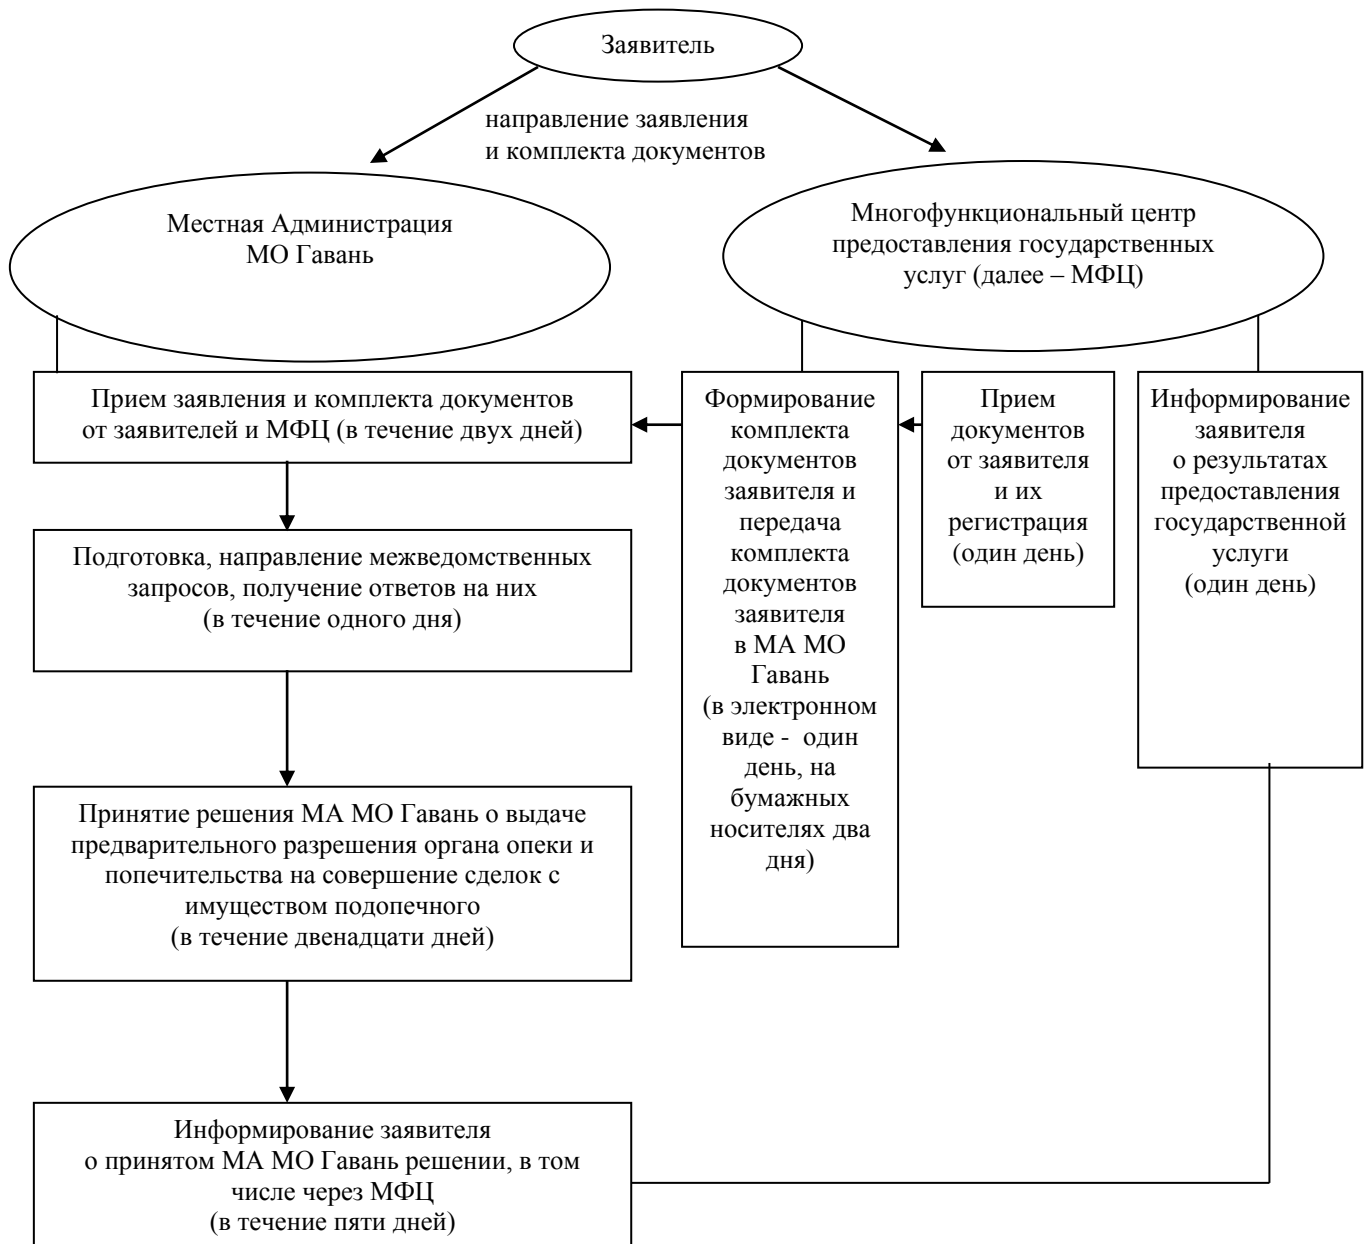 Заявитель
направление заявления
и комплекта документов
Местная Администрация
МО Гавань
Многофункциональный центр
предоставления государственных
услуг (далее – МФЦ)
Прием заявления и комплекта документов
от заявителей и МФЦ (в течение двух дней)
Формирование
комплекта
документов
заявителя и
передача
комплекта
документов
заявителя
в МА МО
Гавань
(в электронном
виде - один
день, на
бумажных
носителях два
дня)
Прием
документов
от заявителя
и их
регистрация
(один день)
Информирование
заявителя
о результатах
предоставления
государственной
услуги
(один день)
Подготовка, направление межведомственных
запросов, получение ответов на них
(в течение одного дня)
Принятие решения МА МО Гавань о выдаче
предварительного разрешения органа опеки и
попечительства на совершение сделок с
имуществом подопечного
(в течение двенадцати дней)
Информирование заявителя
о принятом МА МО Гавань решении, в том
числе через МФЦ
(в течение пяти дней)